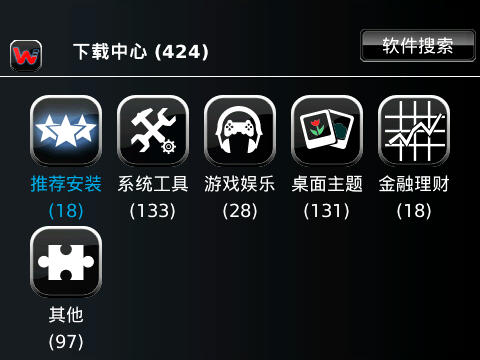 下载中心 (424)
软件搜索
推荐安装
(18)
系统工具
(133)
游戏娱乐
(28)
桌面主题
(131)
金融理财
(18)
其他
(97)